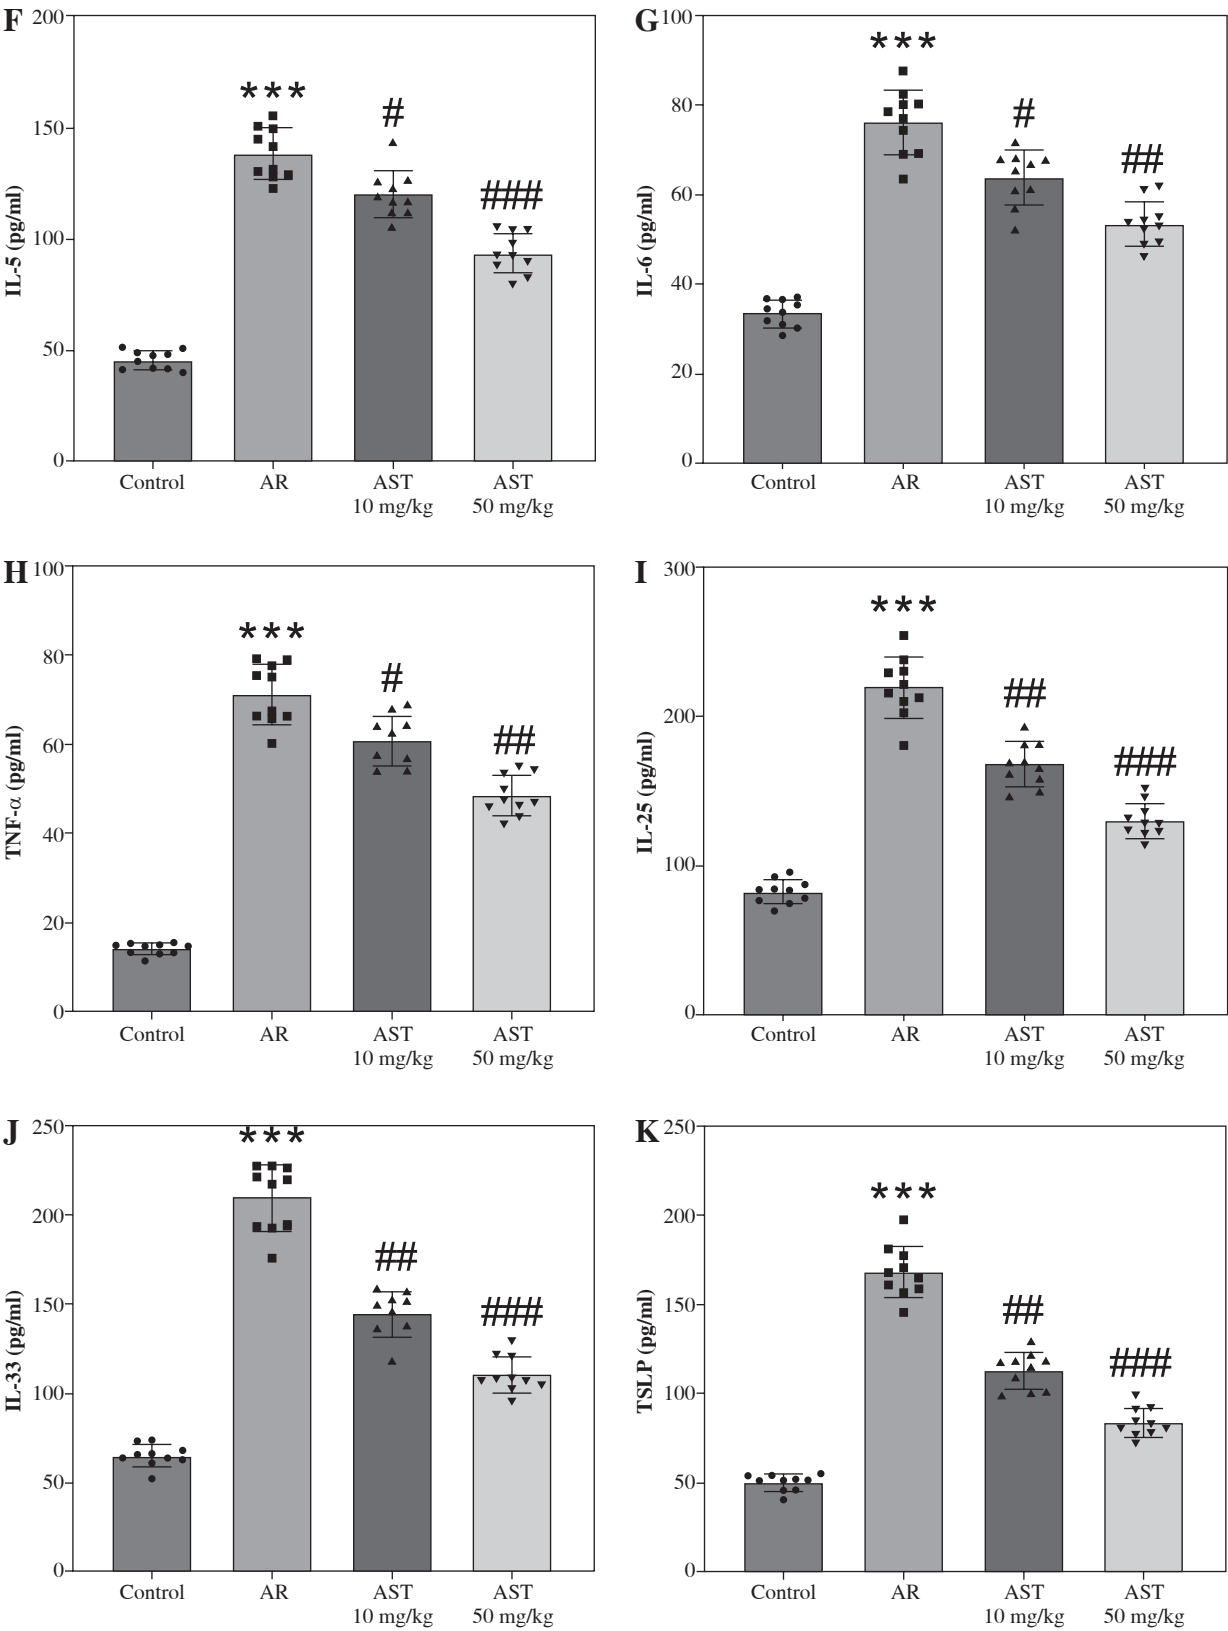 F
200
150
100
50
0
IL-5 (pg/ml)
***
#
###
Control
AR
AST
10 mg/kg
AST
50 mg/kg
G
100
80
60
40
20
0
IL-6 (pg/ml)
***
#
##
Control
AR
AST
10 mg/kg
AST
50 mg/kg
H
100
80
60
40
20
0
TNF-α (pg/ml)
***
#
##
Control
AR
AST
10 mg/kg
AST
50 mg/kg
I
300
200
100
0
IL-25 (pg/ml)
***
##
###
Control
AR
AST
10 mg/kg
AST
50 mg/kg
J
250
200
150
100
50
0
IL-33 (pg/ml)
***
##
###
Control
AR
AST
10 mg/kg
AST
50 mg/kg
K
250
200
150
100
50
0
TSLP (pg/ml)
***
##
###
Control
AR
AST
10 mg/kg
AST
50 mg/kg